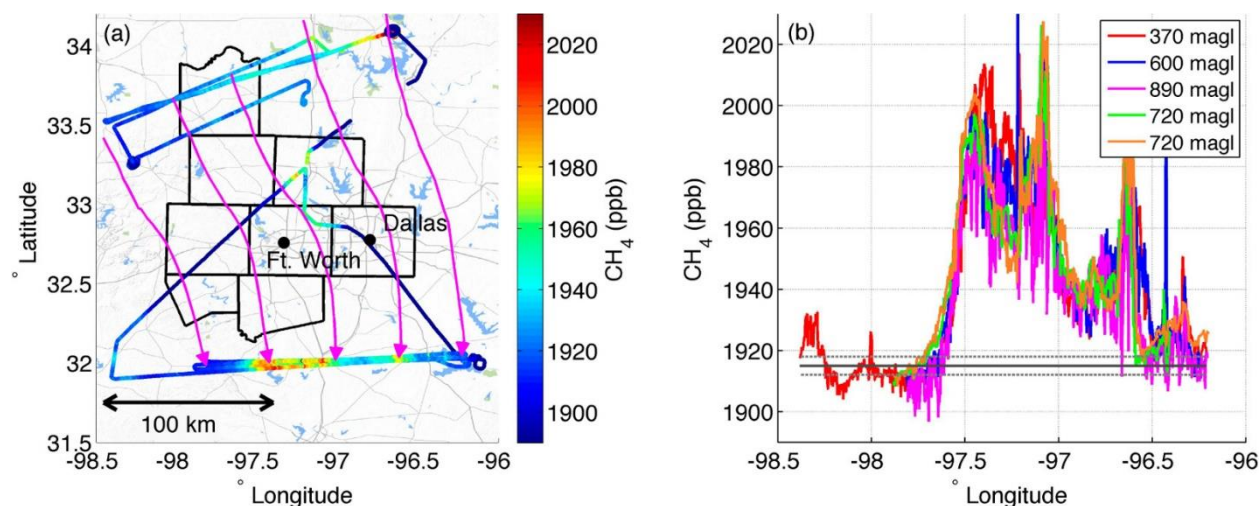 (a)
34
33.5
33
32.5
32
31.5
° Latitude
Dallas
Ft. Worth
100 km
-98.5
-98
-97.5
-97
-96.5
-96
° Longitude
2020
2000
1980
1960
1940
1920
1900
CH4 (ppb)
(b)
370 magl
600 magl
890 magl
720 magl
720 magl
2020
2000
1980
1960
1940
1920
1900
CH4 (ppb)
-98.5
-98
-97.5
-97
-96.5
-96
° Longitude